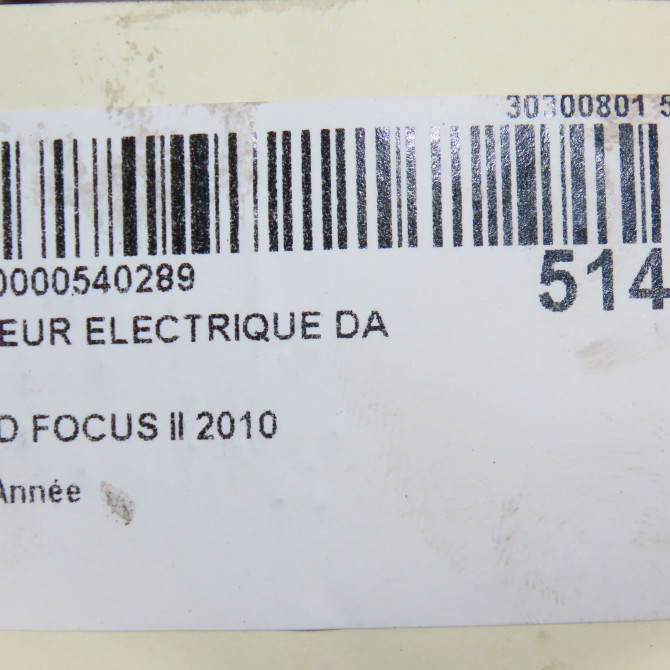 30300801 5
0000540289
514
EUR ELECTRIQUE DA
D FOCUS II 2010
Année